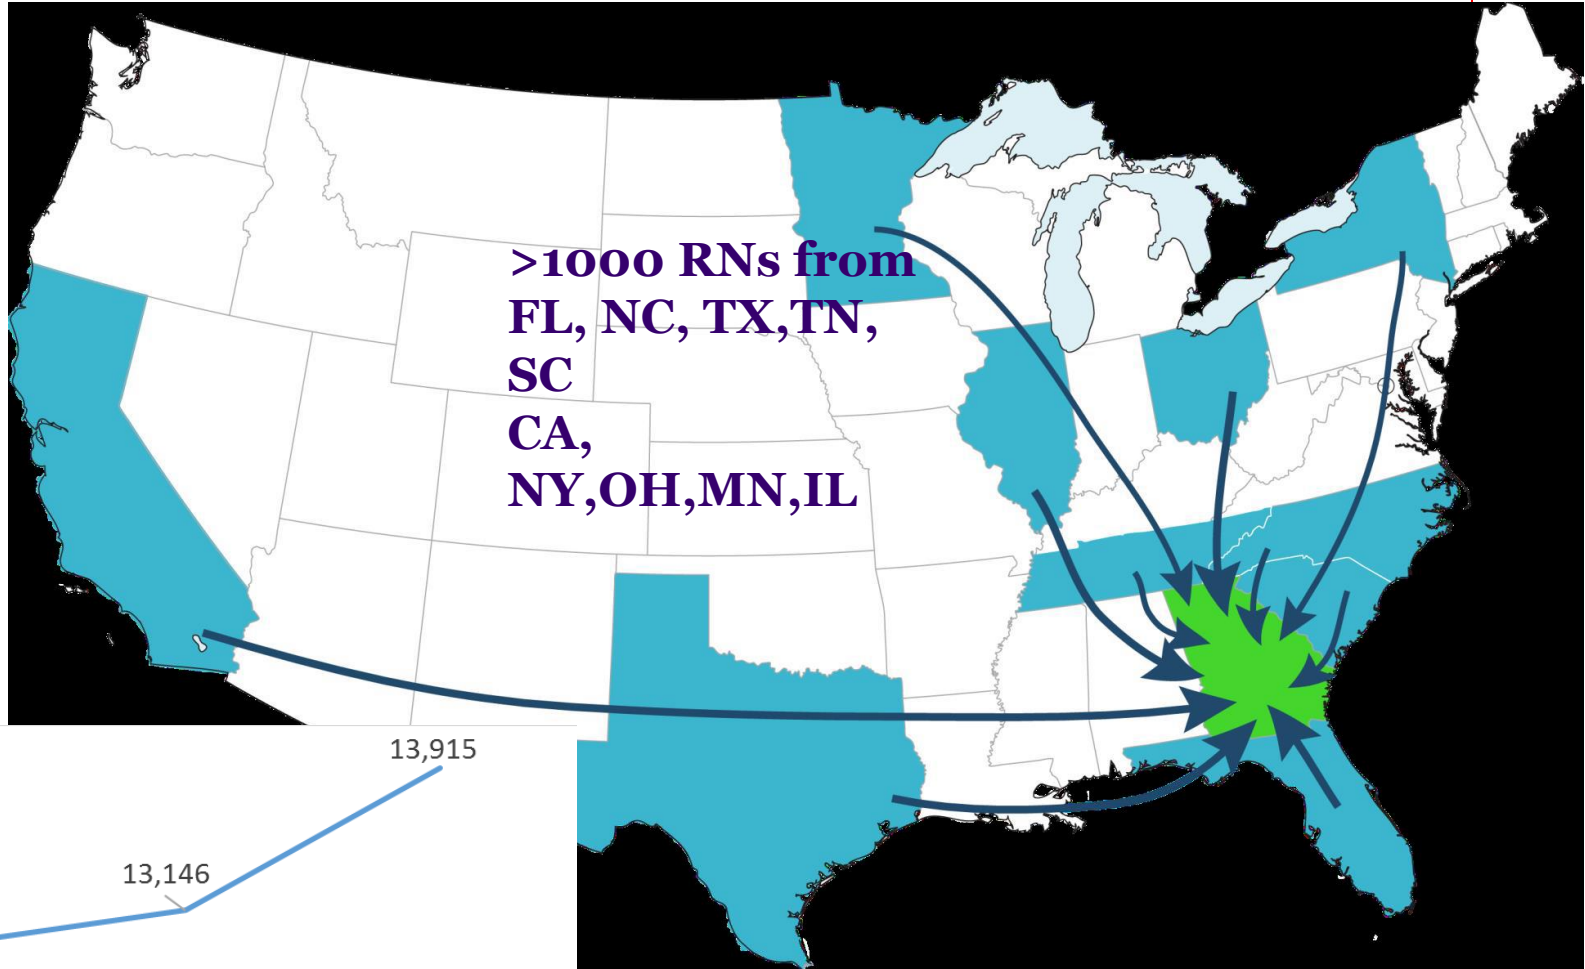 >1000 RNs from
FL, NC, TX,TN,
SC
CA,
NY,OH,MN,IL
13,915
13,146